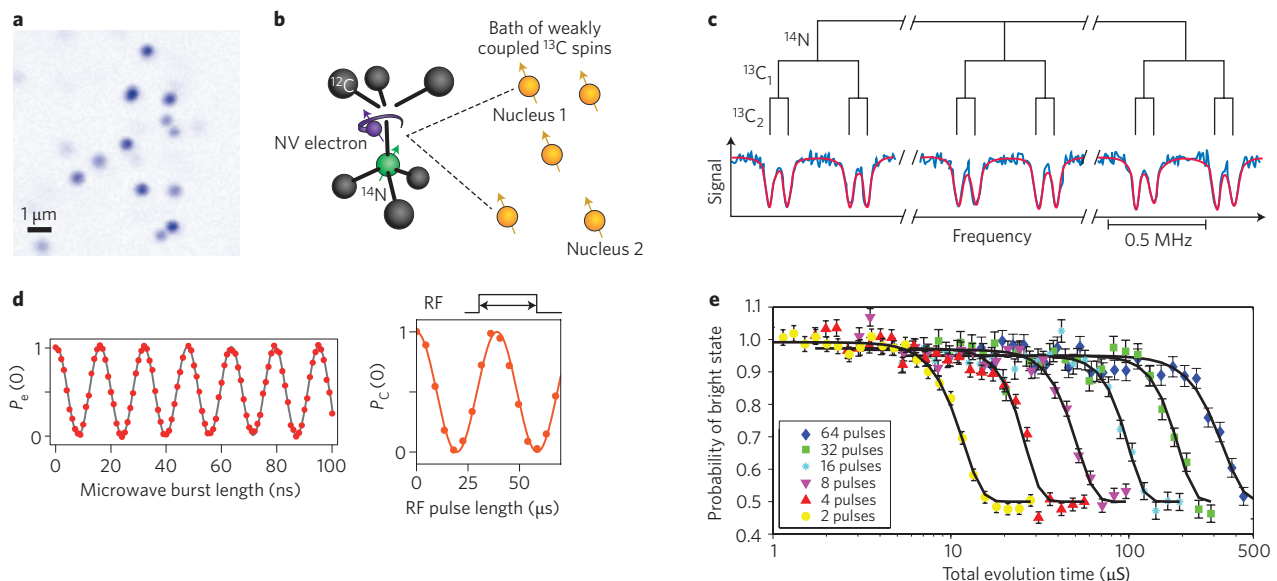 a
1 µm
b
Bath of weakly
coupled ¹³C spins
¹²C
Nucleus 1
NV electron
¹⁴N
Nucleus 2
c
¹⁴N
¹³C₁
¹³C₂
Signal
Frequency
0.5 MHz
d
Pₑ (0)
1
0
0 20 40 60 80 100
Microwave burst length (ns)
RF
P_C (0)
1
0
0 25 50
RF pulse length (µs)
e
Probability of bright state
1.1
1.0
0.9
0.8
0.7
0.6
0.5
0.4
64 pulses
32 pulses
16 pulses
8 pulses
4 pulses
2 pulses
1 10 100 500
Total evolution time (µS)